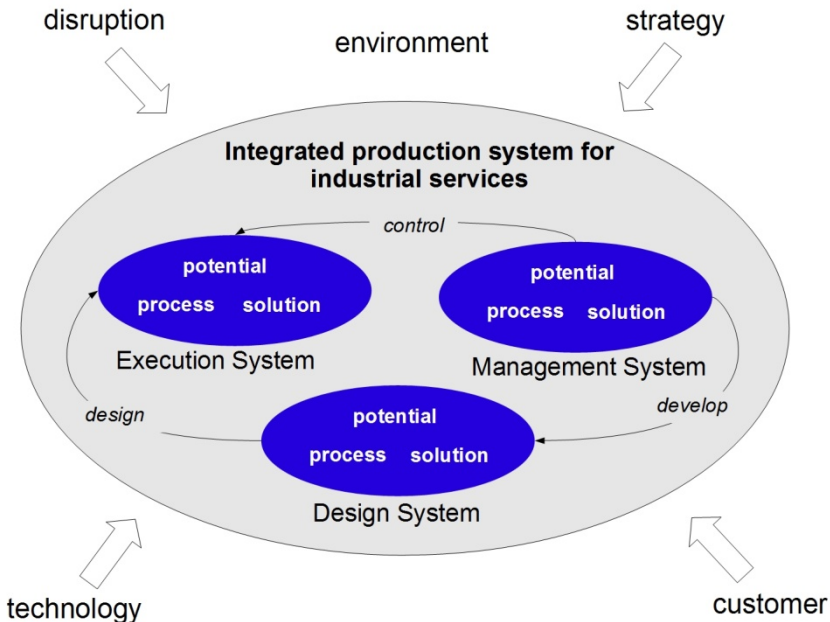 disruption
environment
strategy
Integrated production system for
industrial services
control
potential
process solution
Execution System
potential
process solution
Management System
design
develop
potential
process solution
Design System
technology
customer